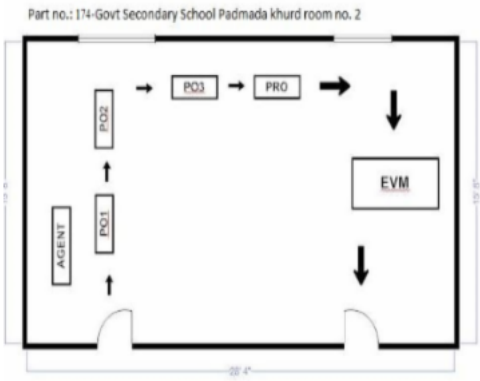 Part no.: 174-Govt Secondary School Padmada khurd room no. 2
PO3
PRO
PO2
EVM
PO1
AGENT